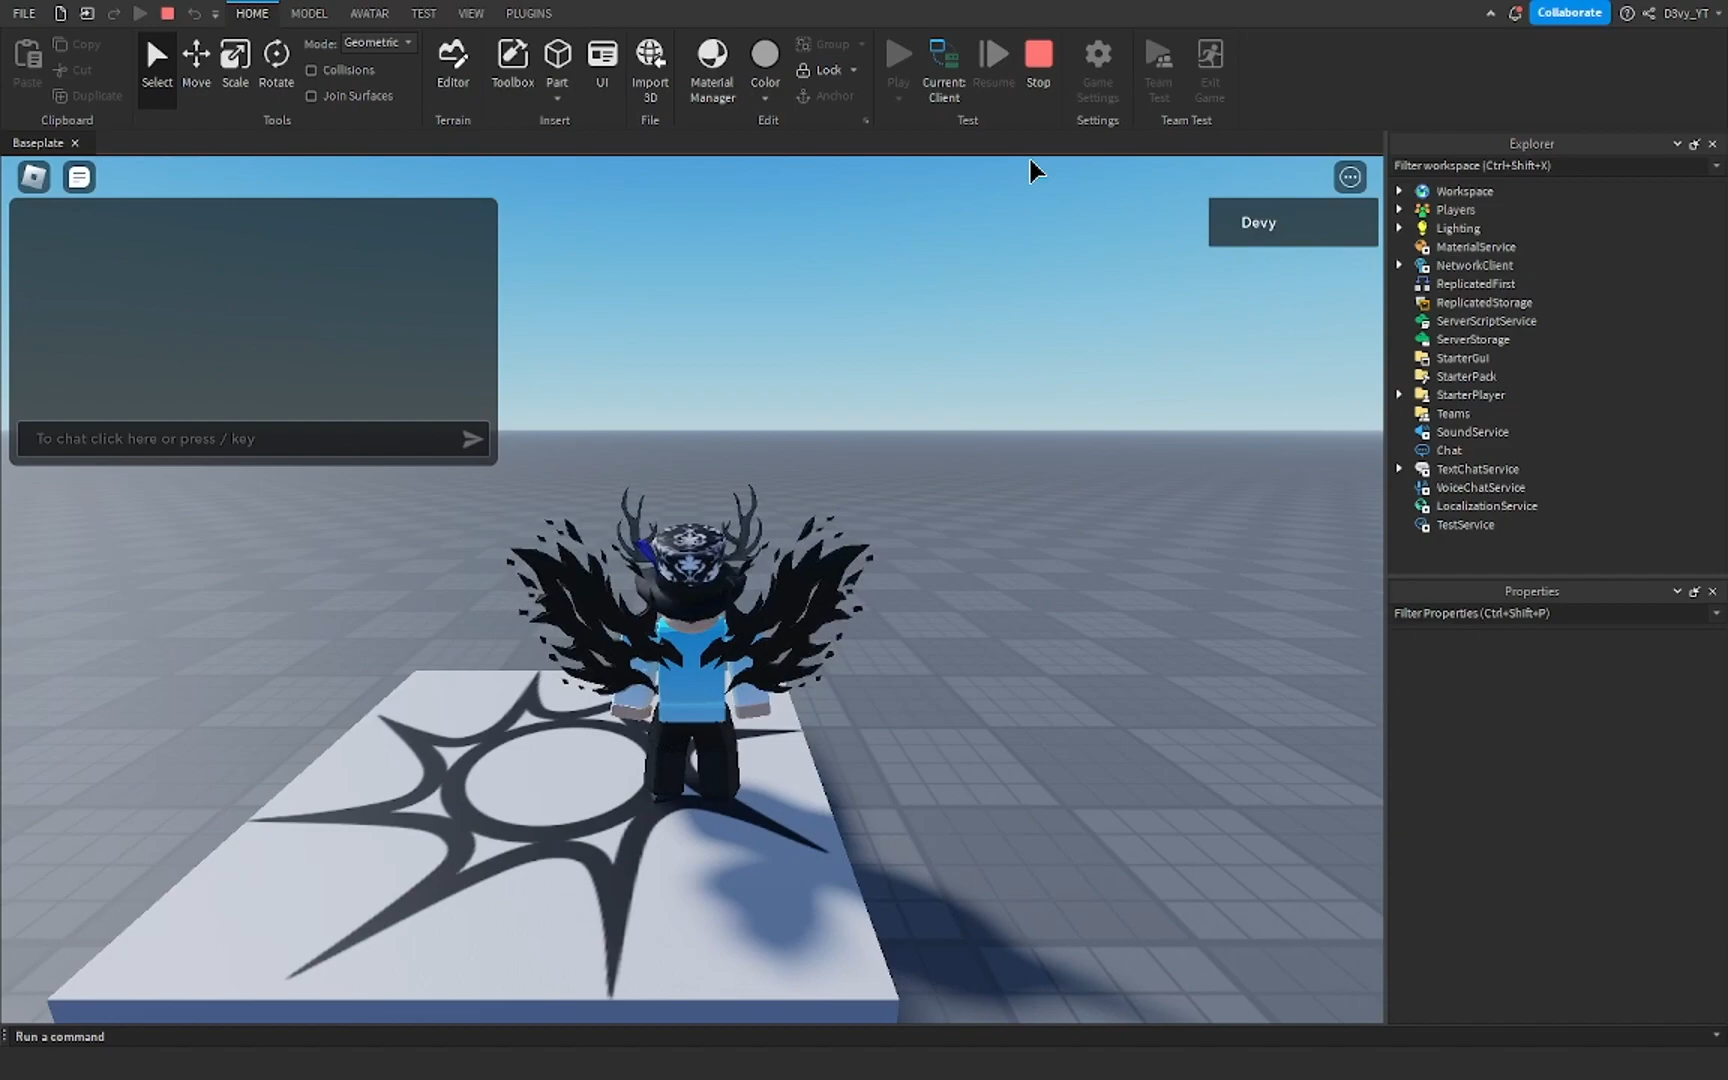 FILE HOME MODEL AVATAR TEST VIEW PLUGINS Collaborate D3vy_YT
Paste Copy Cut Duplicate
Clipboard
Select Move Scale Rotate
Mode: Geometric
Collisions
Join Surfaces
Tools
Editor
Terrain
Toolbox Part UI
Insert
Import
3D
File
Material
Manager
Color
Group
Lock
Anchor
Edit
Play
Current:
Client
Resume
Stop
Test
Game
Settings
Settings
Team
Test
Exit
Game
Team Test
Baseplate
Devy
To chat click here or press / key
Explorer
Filter workspace (Ctrl+Shift+X)
Workspace
Players
Lighting
MaterialService
NetworkClient
ReplicatedFirst
ReplicatedStorage
ServerScriptService
ServerStorage
StarterGui
StarterPack
StarterPlayer
Teams
SoundService
Chat
TextChatService
VoiceChatService
LocalizationService
TestService
Properties
Filter Properties (Ctrl+Shift+P)
Run a command